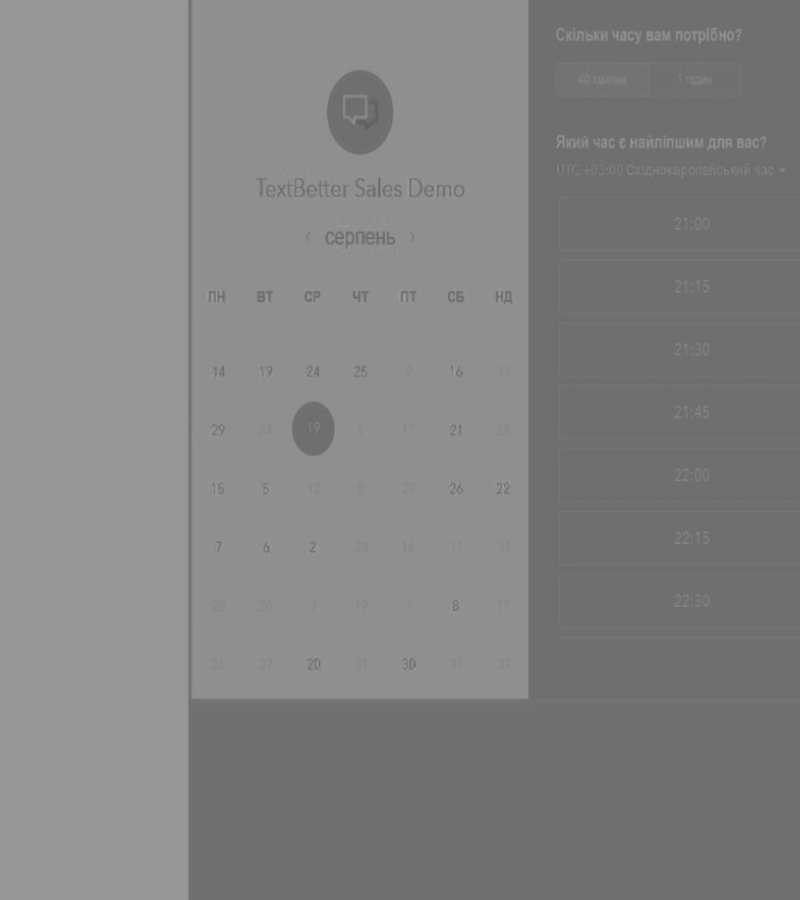 TextBetter Sales Demo
серпень
ПН ВТ СР ЧТ ПТ СБ НД
14 19 24 25 9 16 15
29 24 19 1 17 21 25
15 5 12 8 27 26 22
7 6 2 28 16 11 31
28 26 7 19 7 8 17
26 27 20 31 30 31 31
Скільки часу вам потрібно?
1 годин
Який час є найліпшим для вас?
UTC +03:00 Східноєвропейський час
21:00
21:15
21:30
21:45
22:00
22:15
22:30